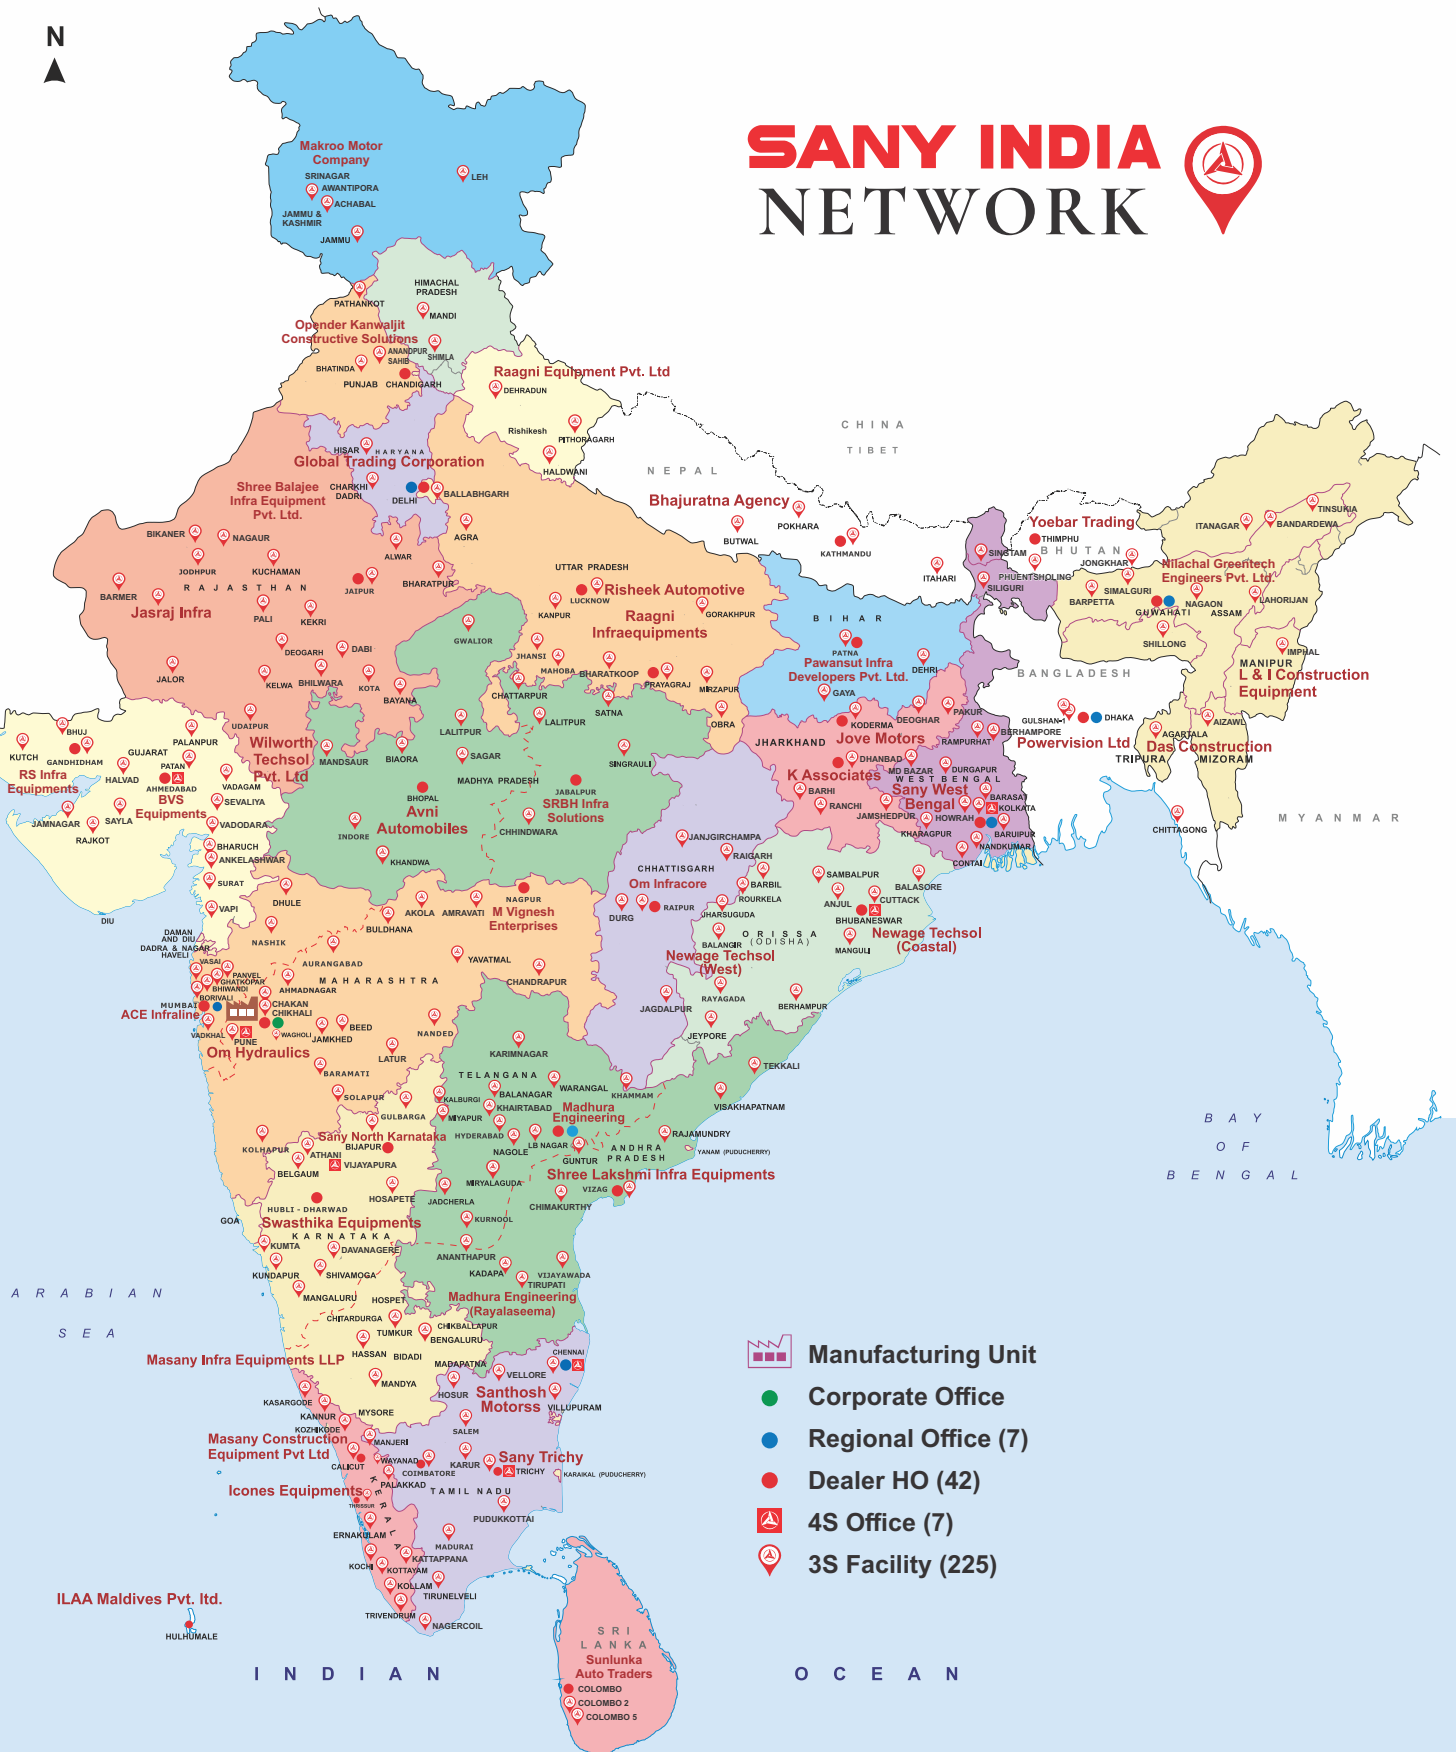 N
SANY INDIA
NETWORK
Makroo Motor
Company
SRINAGAR
AWANTIPORA
ACHABAL
JAMMU &
KASHMIR
JAMMU
LEH
HIMACHAL
PRADESH
PATHANKOT
MANDI
Opender Kanwaljit
Constructive Solutions
ANANDPUR
SAHIB
SHIMLA
BHATINDA
PUNJAB
CHANDIGARH
Raagni Equipment Pvt. Ltd
DEHRADUN
Rishikesh
PITHORAGARH
HALDWANI
HISAR
HARYANA
Global Trading Corporation
CHARKHI
DADRI
DELHI
BALLABHGARH
Shree Balajee
Infra Equipment
Pvt. Ltd.
CHINA
TIBET
NEPAL
Bhajuratna Agency
POKHARA
BUTWAL
KATHMANDU
ITAHARI
Yoebar Trading
THIMPHU
BHUTAN
JONGKHAR
PHUENTSHOLING
SINGTAM
SILIGURI
TINSUKIA
ITANAGAR
BANDARDEWA
Nilachal Greentech
Engineers Pvt. Ltd.
SIMALGURI
BARPETTA
GUWAHATI
NAGAON
ASSAM
LAHORIJAN
SHILLONG
IMPHAL
MANIPUR
L & I Construction
Equipment
BIKANER
NAGAUR
JODHPUR
KUCHAMAN
RAJASTHAN
BARMER
Jasraj Infra
PALI
KEKRI
JAIPUR
ALWAR
BHARATPUR
AGRA
DEOGARH
DABI
JALOR
KELWA
BHILWARA
KOTA
BAYANA
UDAIPUR
UTTAR PRADESH
Risheek Automotive
LUCKNOW
KANPUR
Raagni
Infraequipments
GORAKHPUR
GWALIOR
JHANSI
MAHOBA
BHARATKOOP
PRAYAGRAJ
MIRZAPUR
CHATTARPUR
SATNA
OBRA
LALITPUR
LALITPUR
BIHAR
PATNA
Pawansut Infra
Developers Pvt. Ltd.
DEHRI
GAYA
BANGLADESH
GULSHAN-1
DHAKA
Powervision Ltd
AGARTALA
AIZAWL
Das Construction
TRIPURA
MIZORAM
CHITTAGONG
MYANMAR
KODERMA
DEOGHAR
PAKUR
JHARKHAND
Jove Motors
RAMPURHAT
BERHAMPORE
DHANBAD
K Associates
MD BAZAR
DURGAPUR
WEST BENGAL
BARHI
RANCHI
Sany West
Bengal
BARASAT
KOLKATA
JAMSHEDPUR
HOWRAH
KHARAGPUR
BARUIPUR
NANDKUMAR
CONTAI
BHUJ
KUTCH
GANDHIDHAM
GUJARAT
PALANPUR
PATAN
HALVAD
RS Infra
Equipments
AHMEDABAD
VADAGAM
BVS
Equipments
SEVALIYA
JAMNAGAR
SAYLA
RAJKOT
VADODARA
BHARUCH
ANKELASHWAR
SURAT
VAPI
DIU
DAMAN
AND DIU
DADRA & NAGAR
HAVELI
Wilworth
Techsol
Pvt. Ltd
MANDSAUR
BIAORA
SAGAR
SINGRAULI
MADHYA PRADESH
BHOPAL
JABALPUR
SRBH Infra
Solutions
Avni
Automobiles
INDORE
CHHINDWARA
KHANDWA
JANJGIRCHAMPA
RAIGARH
CHHATTISGARH
Om Infracore
DURG
RAIPUR
JAGDALPUR
SAMBALPUR
BARBIL
ROURKELA
JHARSUGUDA
BALASORE
ANJUL
CUTTACK
BHUBANESWAR
ORISSA
(ODISHA)
BALANGIR
MANGULI
Newage Techsol
(Coastal)
Newage Techsol
(West)
RAYAGADA
BERHAMPUR
JEYPORE
DHULE
NASHIK
BULDHANA
AKOLA
AMRAVATI
NAGPUR
M Vignesh
Enterprises
YAVATMAL
CHANDRAPUR
AURANGABAD
MAHARASHTRA
VASAI
PANVEL
GHATKOPAR
BHIWANDI
BORIVALI
MUMBAI
ACE Infraline
AHMADNAGAR
CHAKAN
CHIKHALI
VADKHAL
PUNE
WAGHOLI
JAMKHED
BEED
Om Hydraulics
LATUR
NANDED
BARAMATI
SOLAPUR
GULBARGA
KOLHAPUR
Sany North Karnataka
BIJAPUR
ATHANI
VIJAYAPURA
BELGAUM
HOSAPETE
HUBLI - DHARWAD
Swasthika Equipments
GOA
KARNATAKA
KUMTA
DAVANAGERE
KUNDAPUR
SHIVAMOGA
MANGALURU
HOSPET
CHITARDURGA
TUMKUR
CHIKBALLAPUR
BENGALURU
HASSAN
BIDADI
MANDYA
MADAPATNA
MYSORE
KARIMNAGAR
TELANGANA
WARANGAL
BALANAGAR
KHAMMAM
KALBURGI
MIYAPUR
KHAIRTABAD
Madhura
Engineering
HYDERABAD
LB NAGAR
NAGOLE
GUNTUR
ANDHRA
PRADESH
RAJAMUNDRY
YANAM (PUDUCHERRY)
TEKKALI
VISAKHAPATNAM
Shree Lakshmi Infra Equipments
MIRYALAGUDA
JADCHERLA
VIZAG
CHIMAKURTHY
KURNOOL
ANANTHAPUR
KADAPA
VIJAYAWADA
TIRUPATI
Madhura Engineering
(Rayalaseema)
BAY
OF
BENGAL
ARABIAN
SEA
Masany Infra Equipments LLP
CHENNAI
VELLORE
HOSUR
Santhosh
Motorss
VILLUPURAM
SALEM
KASARGODE
KANNUR
KOZHIKODE
Masany Construction
Equipment Pvt Ltd
MANJERI
CALICUT
WAYANAD
COIMBATORE
KARUR
Sany Trichy
TRICHY
KARAIKAL (PUDUCHERRY)
PALAKKAD
TAMIL NADU
KERALA
Icones Equipments
THRISSUR
PUDUKKOTTAI
ERNAKULAM
MADURAI
KATTAPPANA
KOCHI
KOTTAYAM
KOLLAM
TIRUNELVELI
TRIVENDRUM
NAGERCOIL
ILAA Maldives Pvt. ltd.
HULHUMALE
SRI
LANKA
Sunlunka
Auto Traders
COLOMBO
COLOMBO 2
COLOMBO 5
INDIAN OCEAN
Manufacturing Unit
Corporate Office
Regional Office (7)
Dealer HO (42)
4S Office (7)
3S Facility (225)